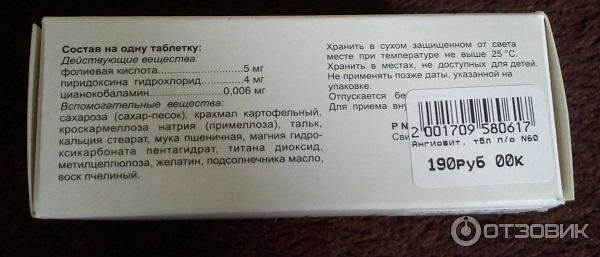 Состав на одну таблетку:
Действующие вещества:
фолиевая кислота.........................5 мг
пиридоксина гидрохлорид..........4 мг
цианокобаламин....................0,006 мг
Вспомогательные вещества:
сахароза (сахар-песок), крахмал картофельный,
кроскармеллоза натрия (примеллоза), тальк,
кальция стеарат, мука пшеничная, магния гидро-
ксикарбоната пентагидрат, титана диоксид,
метилцеллюлоза, желатин, подсолнечника масло,
воск пчелиный.
Хранить в сухом защищенном от света
месте при температуре не выше 25 °С.
Хранить в местах, не доступных для детей.
Не применять позже даты, указанной на
упаковке.
Отпускается
Для приема
2 001709 580617
Ангиовит, тбл п/о N60
190руб 00к
ОТЗОВИК